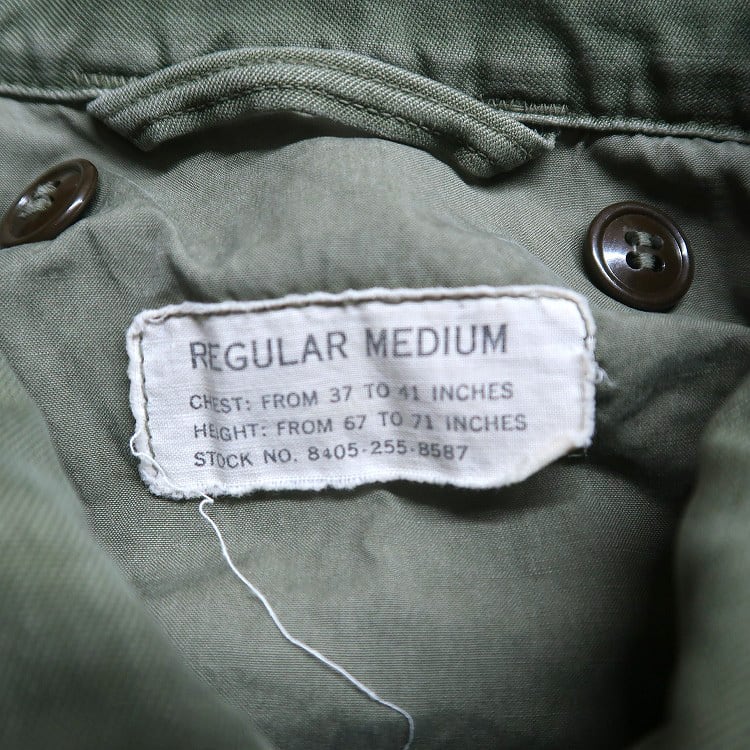 REGULAR MEDIUM
CHEST: FROM 37 TO 41 INCHES
HEIGHT: FROM 67 TO 71 INCHES
STOCK NO. 8405-255-8587